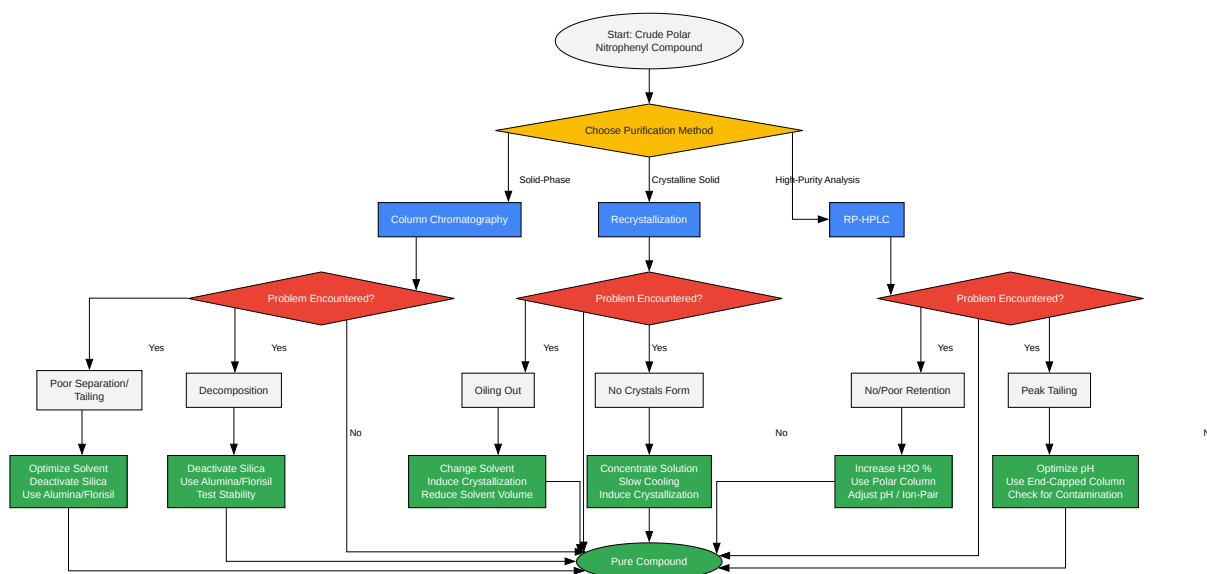 Start: Crude Polar
Nitrophenyl Compound
Choose Purification Method
Solid-Phase
Crystalline Solid
High-Purity Analysis
Column Chromatography
Recrystallization
RP-HPLC
Problem Encountered?
Problem Encountered?
Problem Encountered?
Yes
Yes
Yes
Yes
Yes
Yes
Poor Separation/
Tailing
Decomposition
Oiling Out
No Crystals Form
No/Poor Retention
Peak Tailing
No
No
Optimize Solvent
Deactivate Silica
Use Alumina/Florisil
Deactivate Silica
Use Alumina/Florisil
Test Stability
Change Solvent
Induce Crystallization
Reduce Solvent Volume
Concentrate Solution
Slow Cooling
Induce Crystallization
Increase H2O %
Use Polar Column
Adjust pH / Ion-Pair
Optimize pH
Use End-Capped Column
Check for Contamination
Pure Compound